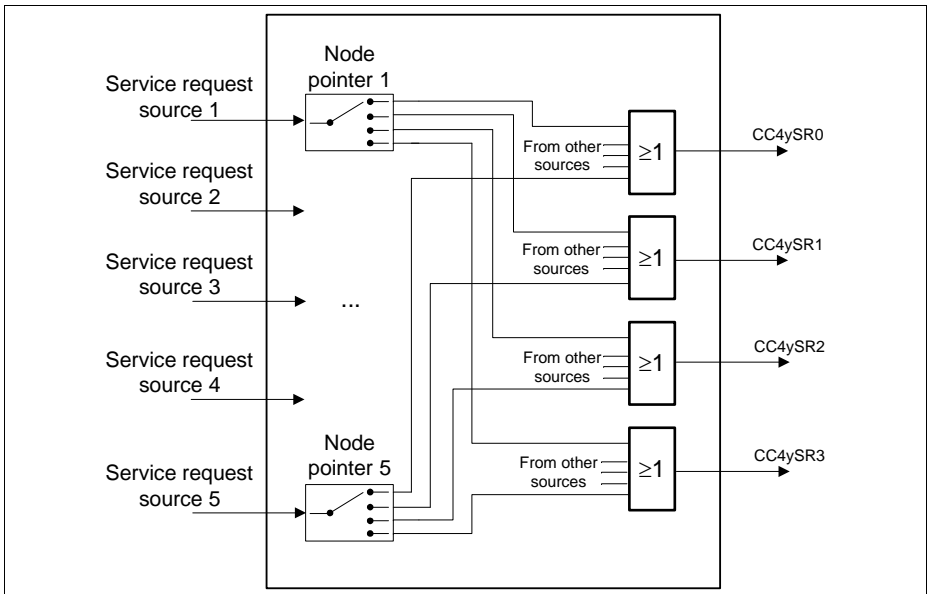 Node
pointer 1
Service request
source 1
From other
sources
≥1
CC4ySR0
Service request
source 2
From other
sources
≥1
CC4ySR1
Service request
source 3
...
From other
sources
≥1
CC4ySR2
Service request
source 4
Node
pointer 5
From other
sources
≥1
CC4ySR3
Service request
source 5